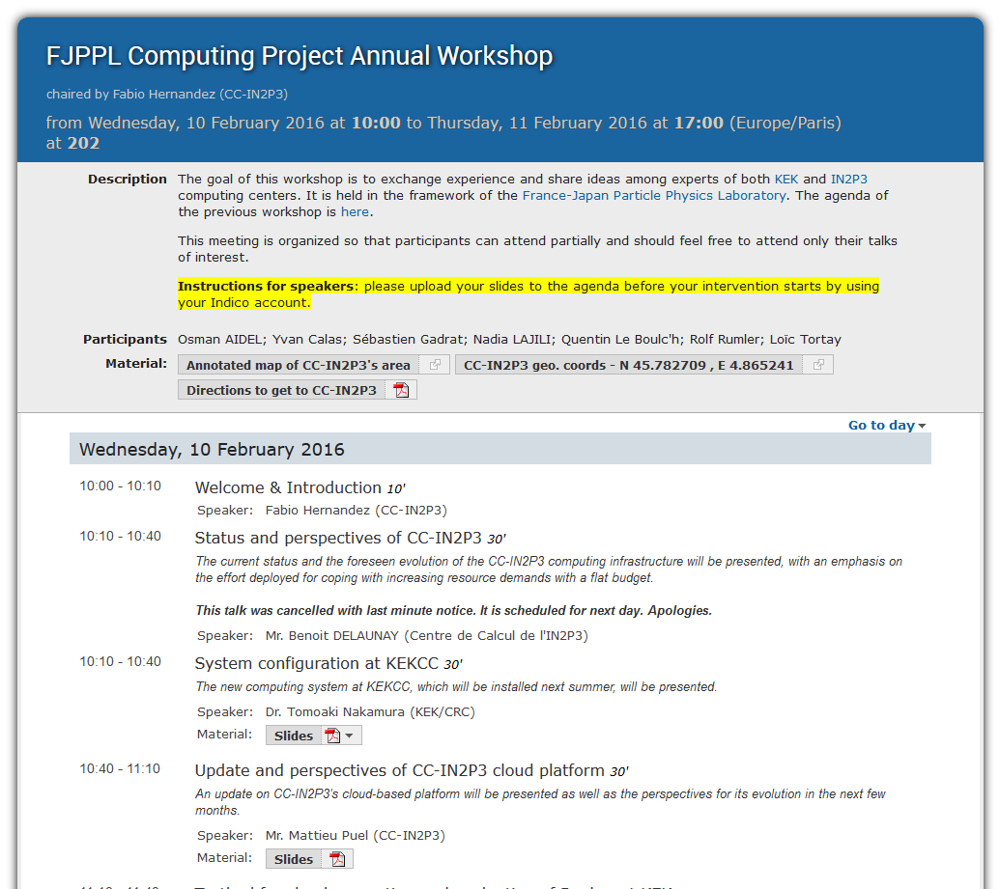 FJPPL Computing Project Annual Workshop
chaired by Fabio Hernandez (CC-IN2P3)
from Wednesday, 10 February 2016 at 10:00 to Thursday, 11 February 2016 at 17:00 (Europe/Paris)
at 202
Description The goal of this workshop is to exchange experience and share ideas among experts of both KEK and IN2P3
computing centers. It is held in the framework of the France-Japan Particle Physics Laboratory. The agenda of
the previous workshop is here.
This meeting is organized so that participants can attend partially and should feel free to attend only their talks
of interest.
Instructions for speakers: please upload your slides to the agenda before your intervention starts by using
your Indico account.
Participants Osman AIDEL; Yvan Calas; Sébastien Gadrat; Nadia LAJILI; Quentin Le Boulc'h; Rolf Rumler; Loïc Tortay
Material: Annotated map of CC-IN2P3's area CC-IN2P3 geo. coords - N 45.782709 , E 4.865241
Directions to get to CC-IN2P3
Go to day
Wednesday, 10 February 2016
10:00 - 10:10 Welcome & Introduction 10'
Speaker: Fabio Hernandez (CC-IN2P3)
10:10 - 10:40 Status and perspectives of CC-IN2P3 30'
The current status and the foreseen evolution of the CC-IN2P3 computing infrastructure will be presented, with an emphasis on
the effort deployed for coping with increasing resource demands with a flat budget.
This talk was cancelled with last minute notice. It is scheduled for next day. Apologies.
Speaker: Mr. Benoit DELAUNAY (Centre de Calcul de l'IN2P3)
10:10 - 10:40 System configuration at KEKCC 30'
The new computing system at KEKCC, which will be installed next summer, will be presented.
Speaker: Dr. Tomoaki Nakamura (KEK/CRC)
Material: Slides
10:40 - 11:10 Update and perspectives of CC-IN2P3 cloud platform 30'
An update on CC-IN2P3's cloud-based platform will be presented as well as the perspectives for its evolution in the next few
months.
Speaker: Mr. Mattieu Puel (CC-IN2P3)
Material: Slides